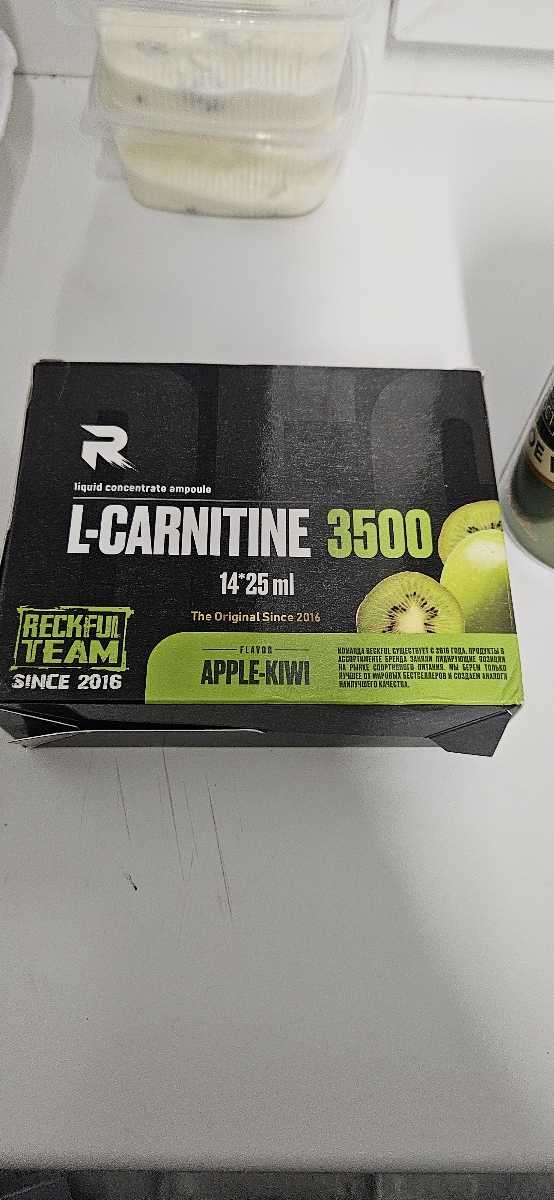 R
liquid concentrate ampoule
L-CARNITINE 3500
14*25 ml
The Original Since 2016
RECKFUL
TEAM
SINCE 2016
FLAVOR
APPLE-KIWI
КОМАНДА RECKFUL СУЩЕСТВУЕТ С 2016 ГОДА. ПРОДУКТЫ В
АССОРТИМЕНТЕ БРЕНДА ЗАНЯЛИ ЛИДИРУЮЩИЕ ПОЗИЦИИ
НА РЫНКЕ СПОРТИВНОГО ПИТАНИЯ. МЫ БЕРЕМ ТОЛЬКО
ЛУЧШЕЕ ОТ МИРОВЫХ БЕСТСЕЛЛЕРОВ И СОЗДАЕМ АНАЛОГИ
НАИЛУЧШЕГО КАЧЕСТВА.